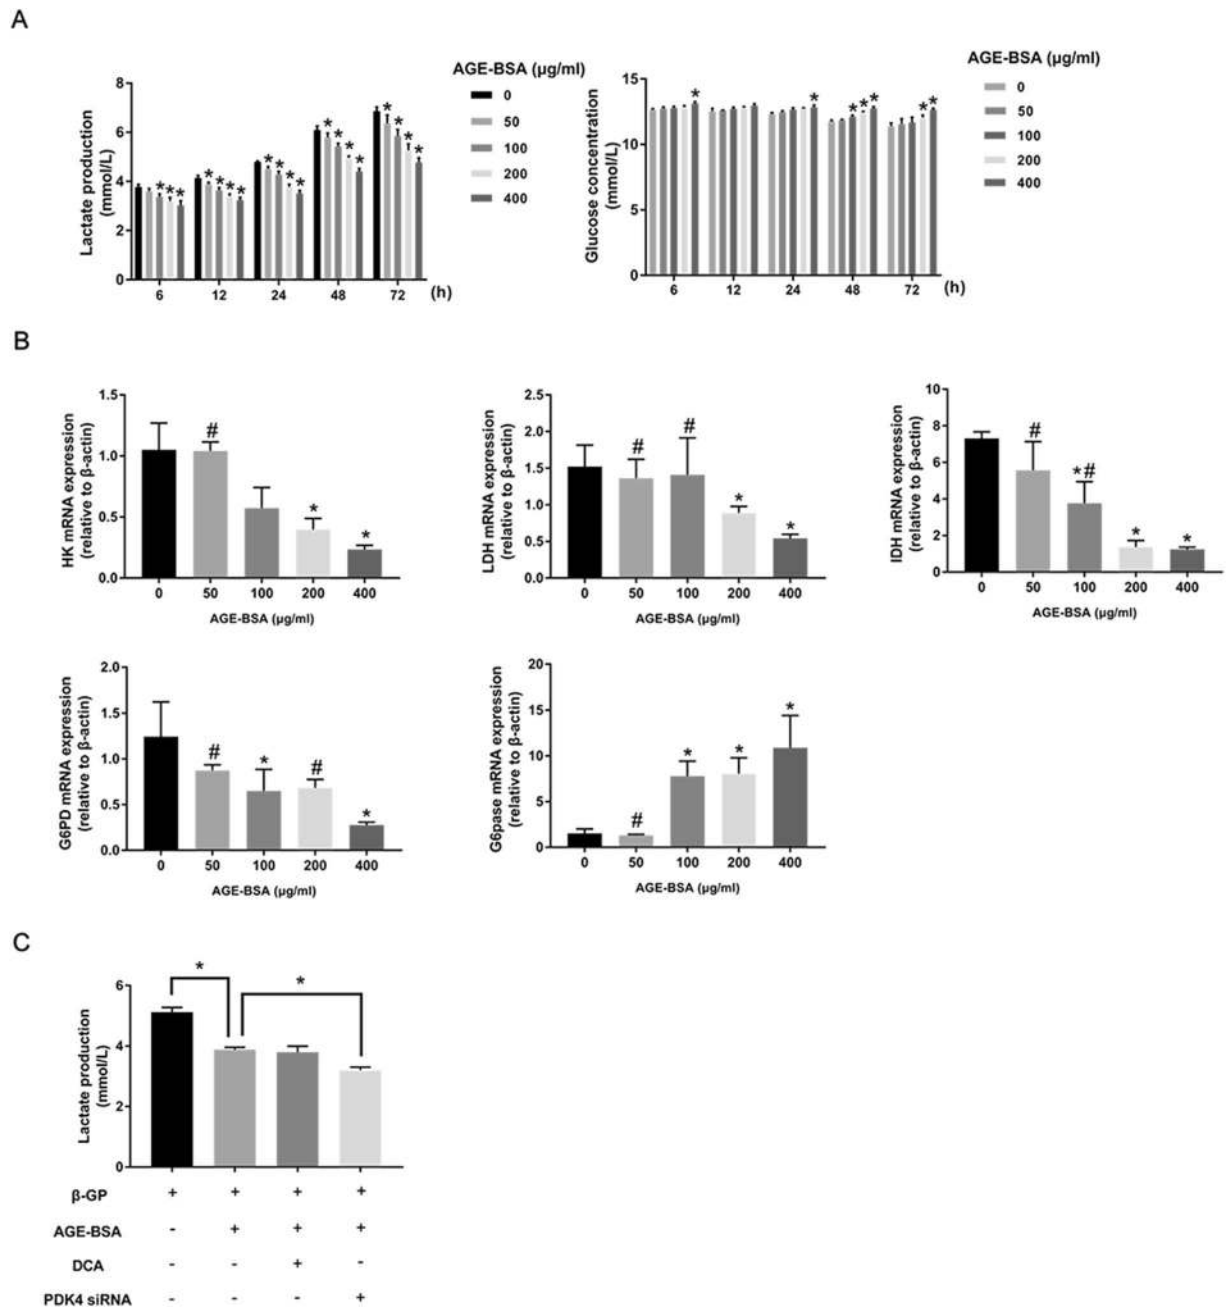 A
AGE-BSA (µg/ml)
0
50
100
200
400
Lactate production
(mmol/L)
8
6
4
2
0
* * * * * * * * * * * * * * * * * * *
6 12 24 48 72 (h)
AGE-BSA (µg/ml)
0
50
100
200
400
Glucose concentration
(mmol/L)
15
10
5
0
* * * * * * *
6 12 24 48 72 (h)
B
HK mRNA expression
(relative to β-actin)
1.5
1.0
0.5
0.0
# * *
0 50 100 200 400
AGE-BSA (µg/ml)
LDH mRNA expression
(relative to β-actin)
2.5
2.0
1.5
1.0
0.5
0.0
# # * *
0 50 100 200 400
AGE-BSA (µg/ml)
IDH mRNA expression
(relative to β-actin)
10
8
6
4
2
0
# *# * *
0 50 100 200 400
AGE-BSA (µg/ml)
G6PD mRNA expression
(relative to β-actin)
2.0
1.5
1.0
0.5
0.0
# * # *
0 50 100 200 400
AGE-BSA (µg/ml)
G6pase mRNA expression
(relative to β-actin)
20
15
10
5
0
# * * *
0 50 100 200 400
AGE-BSA (µg/ml)
C
Lactate production
(mmol/L)
6
4
2
0
* *
β-GP + + + +
AGE-BSA - + + +
DCA - - + -
PDK4 siRNA - - - +